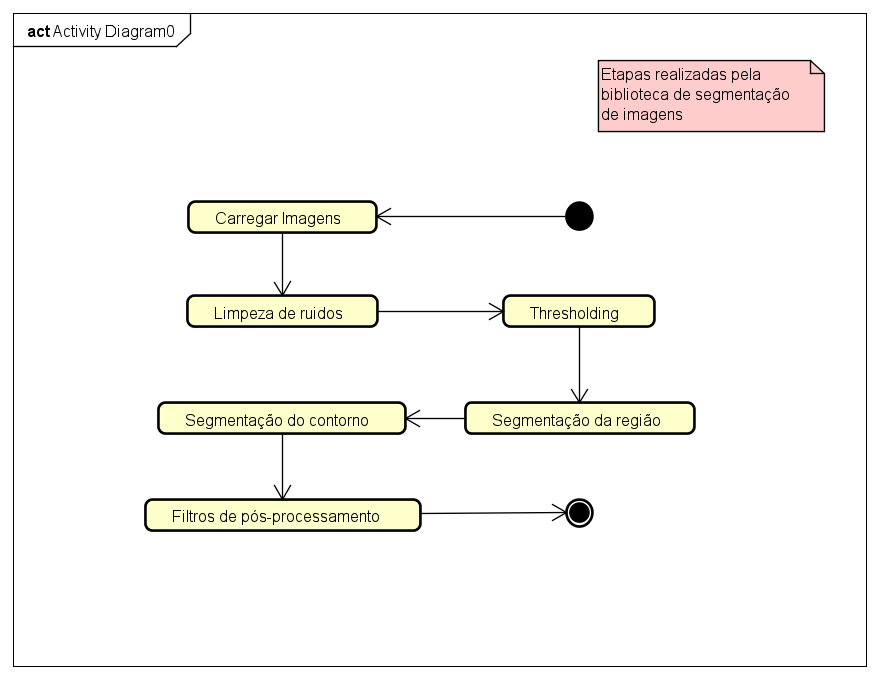 act Activity Diagram0
Etapas realizadas pela
biblioteca de segmentação
de imagens
Carregar Imagens
Limpeza de ruidos
Thresholding
Segmentação do contorno
Segmentação da região
Filtros de pós-processamento